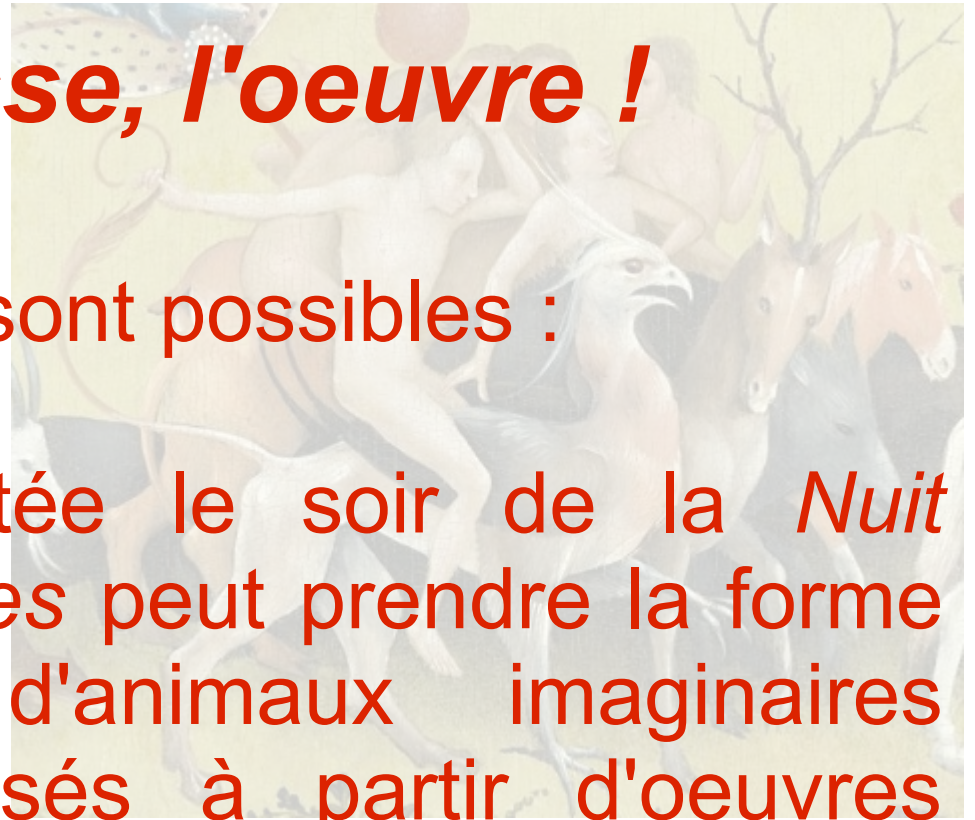 sse, l'oeuvre !
sont possibles :
tée le soir de la Nuit
es peut prendre la forme
d'animaux imaginaires
sés à partir d'oeuvres